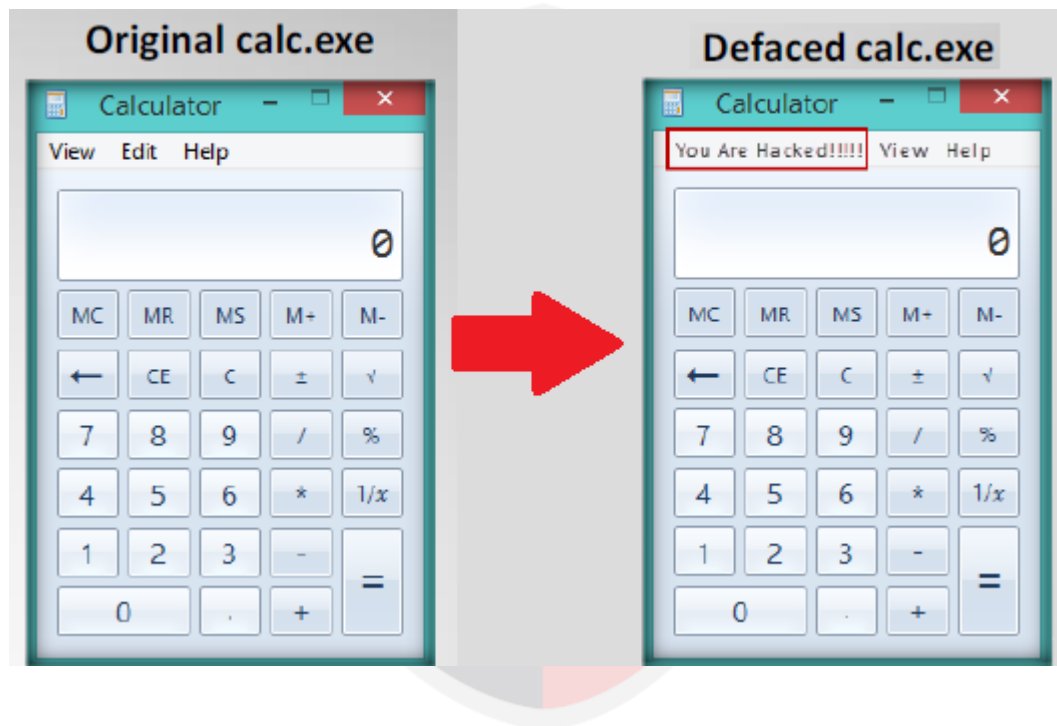 Original calc.exe
Calculator
View Edit Help
0
MC MR MS M+ M-
← CE C ± √
7 8 9 / %
4 5 6 * 1/x
1 2 3 - =
0 . +
Defaced calc.exe
Calculator
You Are Hacked!!!!! View Help
0
MC MR MS M+ M-
← CE C ± √
7 8 9 / %
4 5 6 * 1/x
1 2 3 - =
0 . +